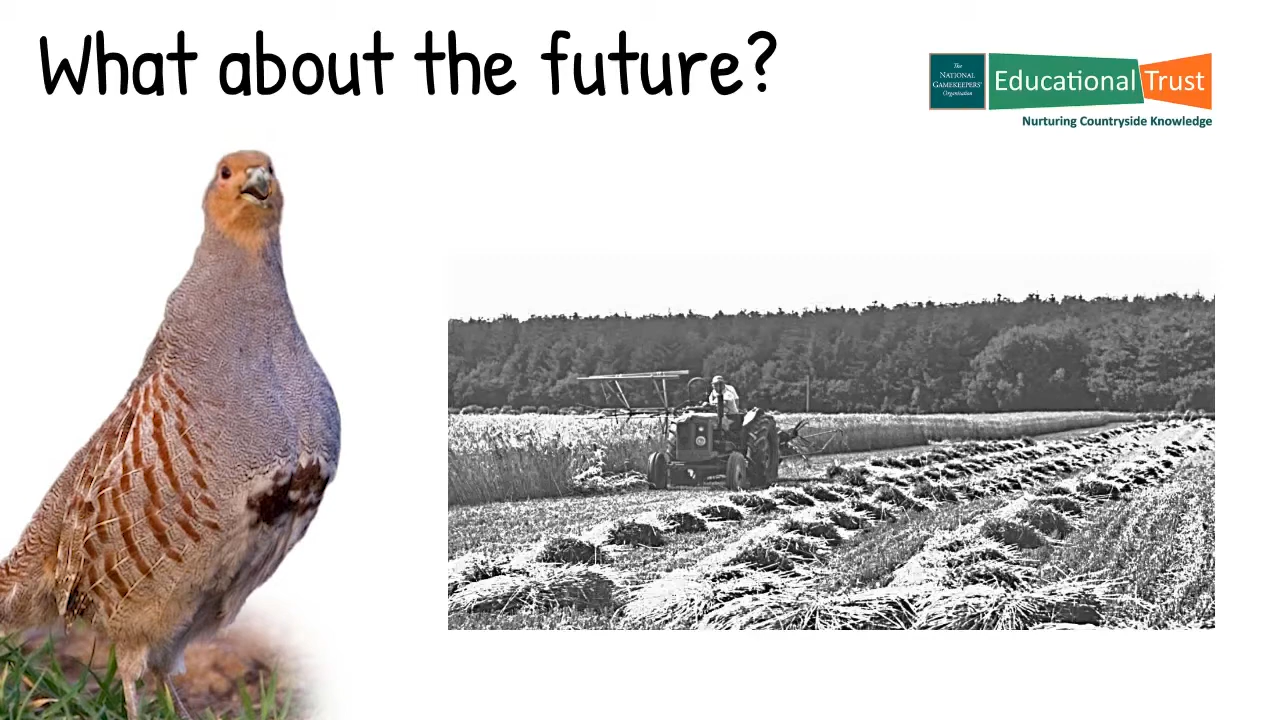 What about the future?
The
NATIONAL
GAMEKEEPERS'
Organisation
Educational Trust
Nurturing Countryside Knowledge